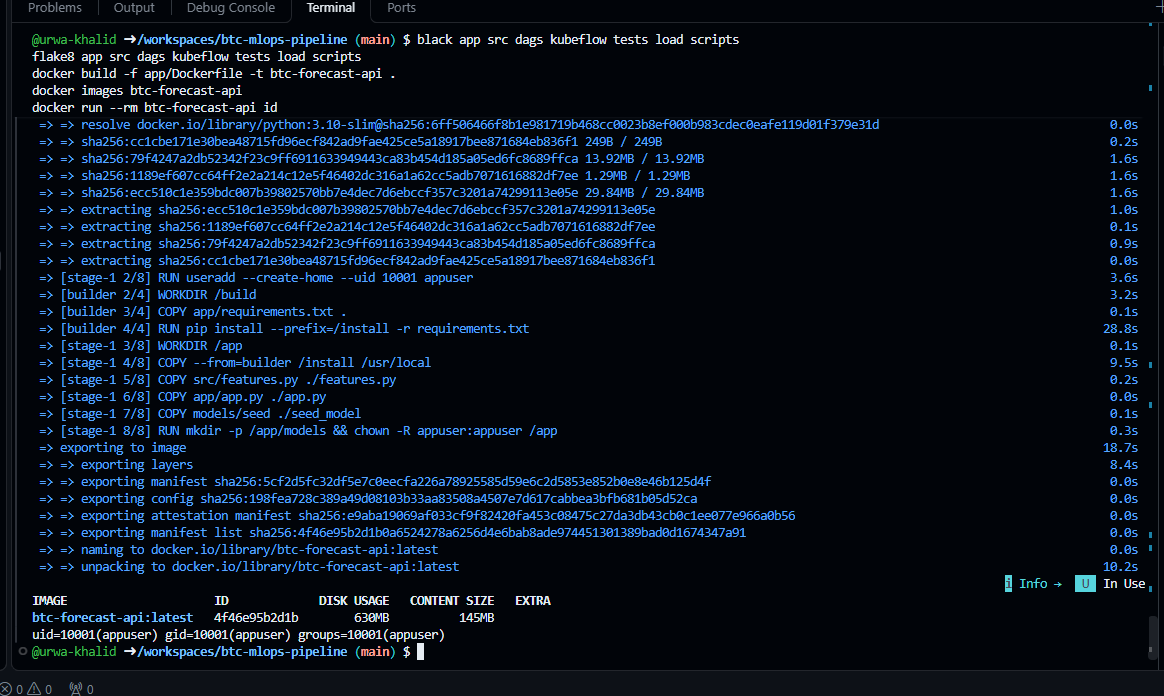 Problems Output Debug Console Terminal Ports
@urwa-khalid ➜/workspaces/btc-mlops-pipeline (main) $ black app src dags kubeflow tests load scripts
flake8 app src dags kubeflow tests load scripts
docker build -f app/Dockerfile -t btc-forecast-api .
docker images btc-forecast-api
docker run --rm btc-forecast-api id
=> => resolve docker.io/library/python:3.10-slim@sha256:6ff506466f8b1e981719b468cc0023b8ef000b983cdec0eafe119d01f379e31d 0.0s
=> => sha256:cc1cbe171e30bea48715fd96ecf842ad9fae425ce5a18917bee871684eb836f1 249B / 249B 0.2s
=> => sha256:79f4247a2db52342f23c9ff6911633949443ca83b454d185a05ed6fc8689ffca 13.92MB / 13.92MB 1.6s
=> => sha256:1189ef607cc64ff2e2a214c12e5f46402dc316a1a62cc5adb7071616882df7ee 1.29MB / 1.29MB 1.6s
=> => sha256:ecc510c1e359bdc007b39802570bb7e4dec7d6ebccf357c3201a74299113e05e 29.84MB / 29.84MB 1.6s
=> => extracting sha256:ecc510c1e359bdc007b39802570bb7e4dec7d6ebccf357c3201a74299113e05e 1.0s
=> => extracting sha256:1189ef607cc64ff2e2a214c12e5f46402dc316a1a62cc5adb7071616882df7ee 0.1s
=> => extracting sha256:79f4247a2db52342f23c9ff6911633949443ca83b454d185a05ed6fc8689ffca 0.9s
=> => extracting sha256:cc1cbe171e30bea48715fd96ecf842ad9fae425ce5a18917bee871684eb836f1 0.0s
=> [stage-1 2/8] RUN useradd --create-home --uid 10001 appuser 3.6s
=> [builder 2/4] WORKDIR /build 3.2s
=> [builder 3/4] COPY app/requirements.txt . 0.1s
=> [builder 4/4] RUN pip install --prefix=/install -r requirements.txt 28.8s
=> [stage-1 3/8] WORKDIR /app 0.1s
=> [stage-1 4/8] COPY --from=builder /install /usr/local 9.5s
=> [stage-1 5/8] COPY src/features.py ./features.py 0.2s
=> [stage-1 6/8] COPY app/app.py ./app.py 0.0s
=> [stage-1 7/8] COPY models/seed ./seed_model 0.1s
=> [stage-1 8/8] RUN mkdir -p /app/models && chown -R appuser:appuser /app 0.3s
=> exporting to image 18.7s
=> => exporting layers 8.4s
=> => exporting manifest sha256:5cf2d5fc32df5e7c0eecfa226a78925585d59e6c2d5853e852b0e8e46b125d4f 0.0s
=> => exporting config sha256:198fea728c389a49d08103b33aa83508a4507e7d617cabbea3bfb681b05d52ca 0.0s
=> => exporting attestation manifest sha256:e9aba19069af033cf9f82420fa453c08475c27da3db43cb0c1ee077e966a0b56 0.0s
=> => exporting manifest list sha256:4f46e95b2d1b0a6524278a6256d4e6bab8ade974451301389bad0d1674347a91 0.0s
=> => naming to docker.io/library/btc-forecast-api:latest 0.0s
=> => unpacking to docker.io/library/btc-forecast-api:latest 10.2s
i Info → U In Use
IMAGE ID DISK USAGE CONTENT SIZE EXTRA
btc-forecast-api:latest 4f46e95b2d1b 630MB 145MB
uid=10001(appuser) gid=10001(appuser) groups=10001(appuser)
@urwa-khalid ➜/workspaces/btc-mlops-pipeline (main) $
0 0 0